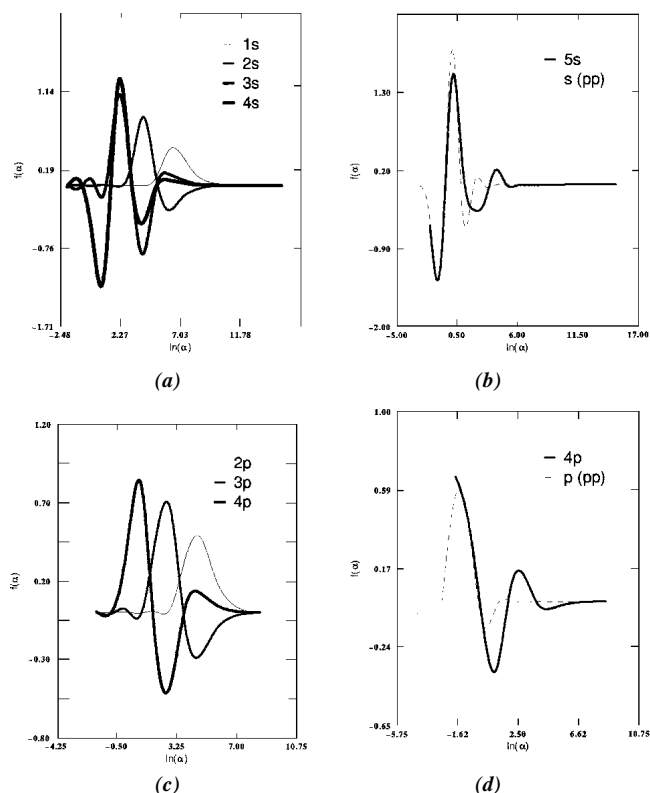 1s
2s
3s
4s
1.14
0.19
f(α)
-0.76
-1.71
-2.48 2.27 7.03 11.78
ln(α)
(a)
5s
s (pp)
1.30
0.20
f(α)
-0.90
-2.00
-5.00 0.50 6.00 11.50 17.00
ln(α)
(b)
1.20
2p
3p
4p
0.70
0.20
f(α)
-0.30
-0.80
-4.25 -0.50 3.25 7.00 10.75
ln(α)
(c)
1.00
4p
p (pp)
0.59
0.17
f(α)
-0.24
-0.65
-5.75 -1.62 2.50 6.62 10.75
ln(α)
(d)